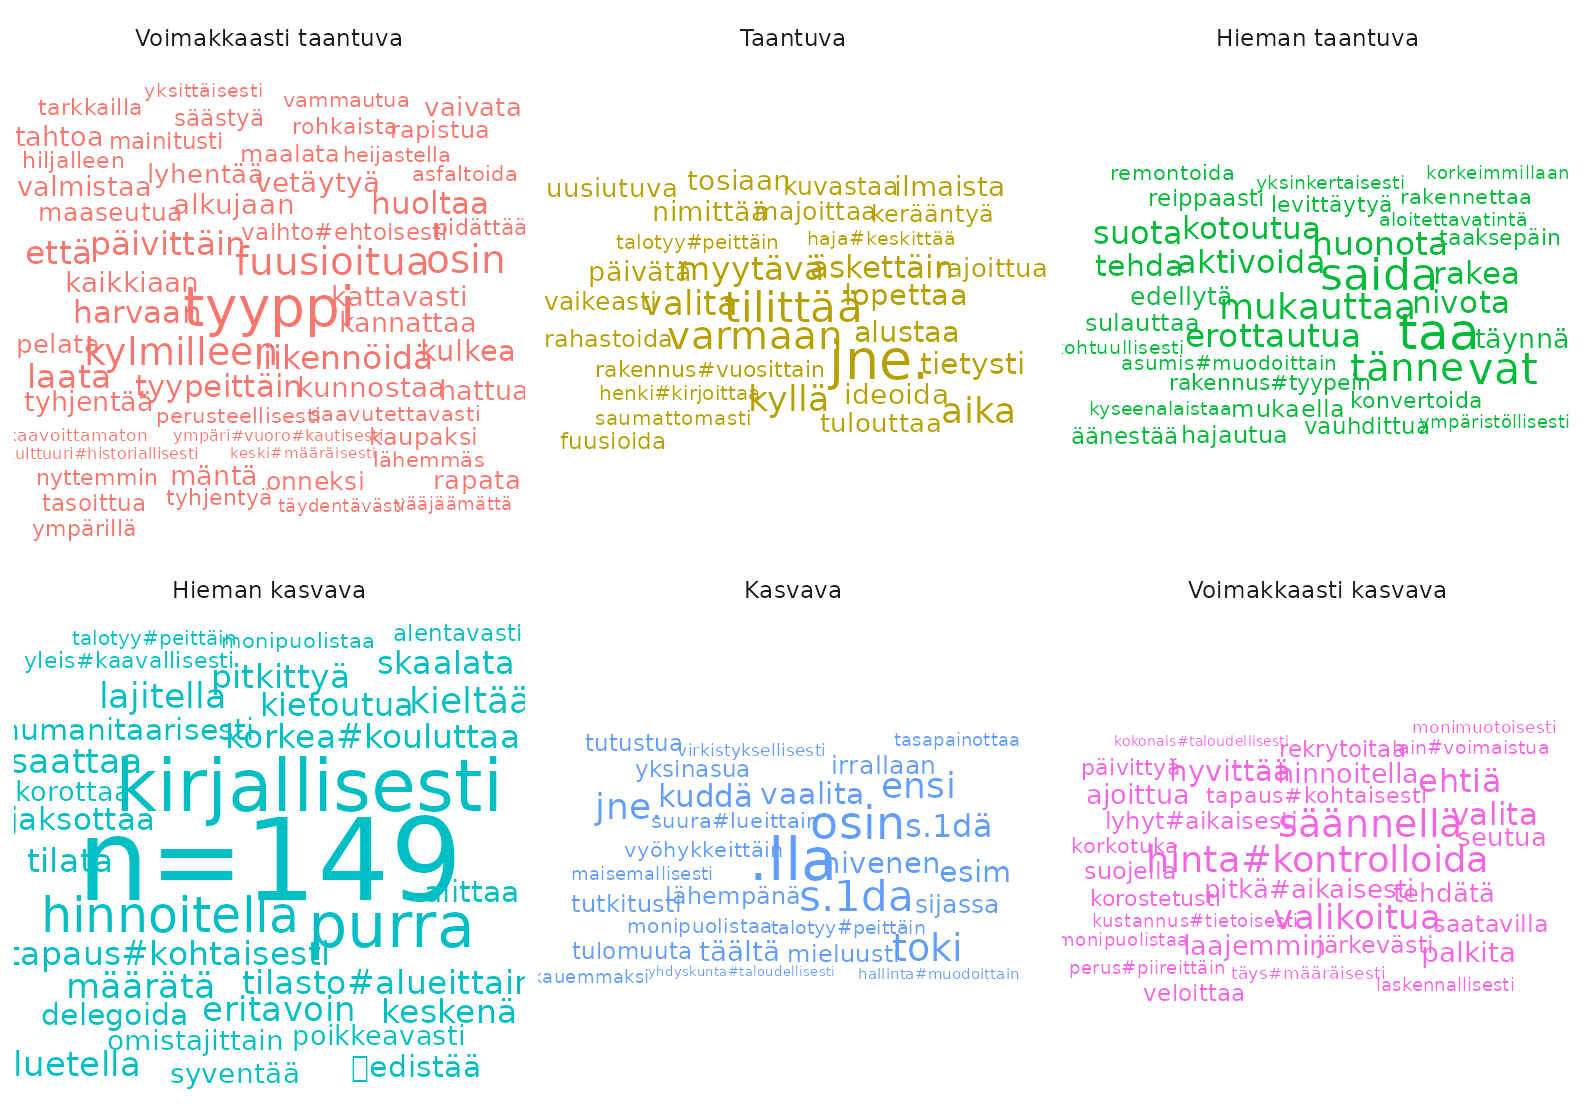 Voimakkaasti taantuva
yksittäisesti
tarkkailla
vammautua
vaivata
säästyä
rohkaista
rapistua
tahtoa
mainitusti
hiljalleen
maalata
heijastella
lyhentää
vetäytyä
asfaltoida
valmistaa
maaseutua
alkujaan
huoltaa
vaihto#ehtoisesti
pidättää
että
päivittäin
fuusioitua
osin
kaikkiaan
tyyppi
kattavasti
harvaan
kannattaa
pelata
kylmilleen
liikennöidä
kulkea
laata
tyypeittäin
kunnostaa
hattua
tyhjentää
perusteellisesti
saavutettavasti
kaavoittamaton
ympäri#vuoro#kautisesti
kaupaksi
ulttuuri#historiallisesti
keski#määräisesti
lähemmäs
nyttemmin
mäntä
onneksi
rapata
tasoittua
tyhjentyä
täydentävästi
vääjäämättä
ympärillä
Taantuva
uusiutuva
tosiaan
kuvastaa
ilmaista
nimittää
majoittaa
kerääntyä
talotyy#peittäin
haja#keskittää
päivätä
myytävä
äskettäin
rajoittua
vaikeasti
valita
tilittää
lopettaa
rahastoida
varmaan
alustaa
jne.
tietysti
rakennus#vuosittain
henki#kirjoittaa
kyllä
ideoida
aika
saumattomasti
tulouttaa
fuusioida
Hieman taantuva
remontoida
yksinkertaisesti
korkeimmillaan
reippaasti
levittäytyä
rakennettaa
suota
kotoutua
aloitettavatintä
huonota
taaksepäin
tehda
aktivoida
saida
rakea
edellytä
mukauttaa
nivota
sulauttaa
erottautua
taa
täynnä
kohtuullisesti
asumis#muodoittain
tänne
vat
rakennus#tyypein
kyseenalaistaa
mukaella
konvertoida
äänestää
hajautua
vauhdittua
ympäristöllisesti
Hieman kasvava
talotyy#peittäin
monipuolistaa
alentavasti
yleis#kaavallisesti
pitkittyä
skaalata
lajitella
kietoutua
kieltää
humanitaarisesti
korkea#kouluttaa
saattaa
kirjallisesti
korottaa
jaksottaa
n=149
tilata
alittaa
hinnoitella
purra
tapaus#kohtaisesti
määrätä
tilasto#alueittain
delegoida
eritavoin
keskenä
omistajittain
poikkeavasti
luetella
syventää
edistää
Kasvava
tutustua
virkistyksellisesti
tasapainottaa
yksinasua
irrallaan
jne.
kuddä
vaalita
.
ensi
suura#lueittain
osin
s.1dä
vyöhykkeittäin
.lla
nivenen
esim
maisemallisesti
tutkitusti
lähempänä
s.1da
sijassa
monipuolistaa
talotyy#peittäin
tulomuuta
täältä
mieluusti
toki
kauemmaksi
yhdyskunta#taloudellisesti
hallinta#muodoittain
Voimakkaasti kasvava
monimuotoisesti
kokonais#taloudellisesti
rekrytoitaa
ain#voimaistua
päivittyä
hyvittää
hinnoitella
ehtiä
ajoittua
tapaus#kohtaisesti
lyhyt#aikaisesti
säännellä
valita
seutua
korkotuka
hinta#kontrolloida
suojella
pitkä#aikaisesti
tehdätä
korostetusti
kustannus#tietoisesti
valikoitua
saatavilla
monipuolistaa
laajemmin
järkevästi
palkita
perus#piireittäin
täys#määräisesti
veloittaa
laskennallisesti